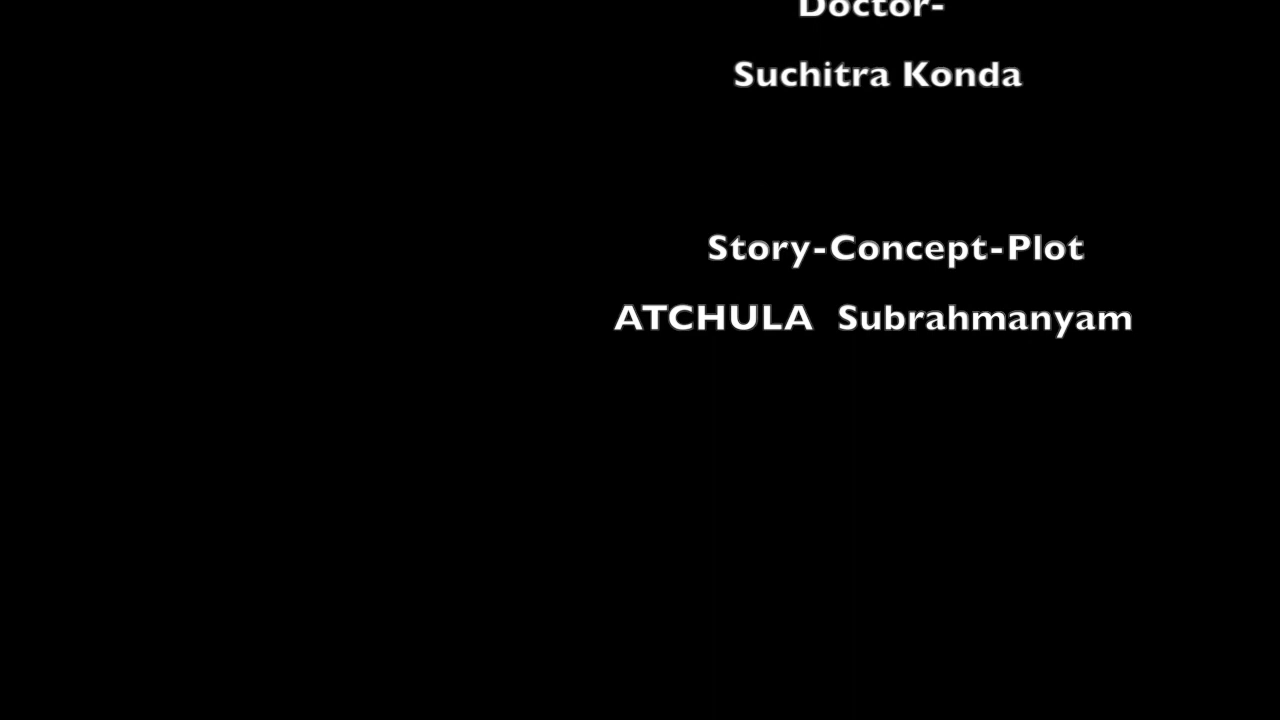 Doctor-
Suchitra Konda
Story-Concept-Plot
ATCHULA  Subrahmanyam